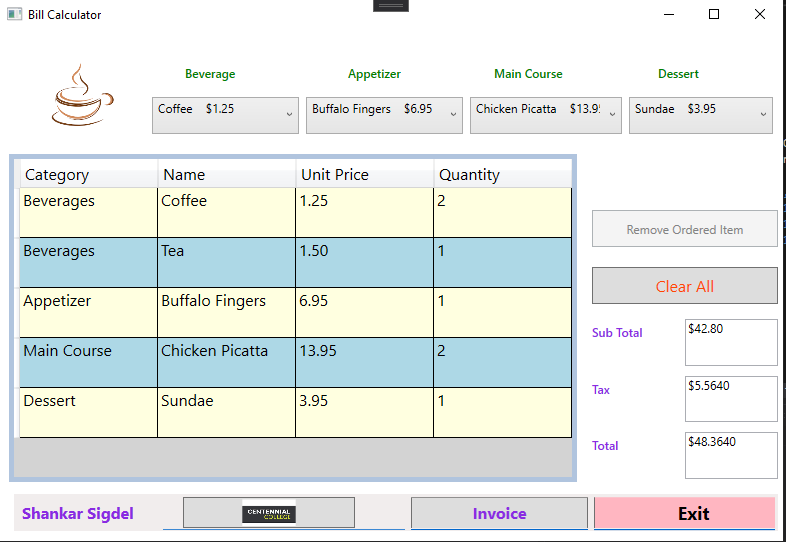 Bill Calculator
Beverage Appetizer Main Course Dessert
Coffee $1.25 Buffalo Fingers $6.95 Chicken Picatta $13.9 Sundae $3.95
Category Name Unit Price Quantity
Beverages Coffee 1.25 2
Beverages Tea 1.50 1
Appetizer Buffalo Fingers 6.95 1
Main Course Chicken Picatta 13.95 2
Dessert Sundae 3.95 1
Remove Ordered Item
Clear All
Sub Total $42.80
Tax $5.5640
Total $48.3640
Shankar Sigdel
CENTENNIAL
COLLEGE
Invoice
Exit